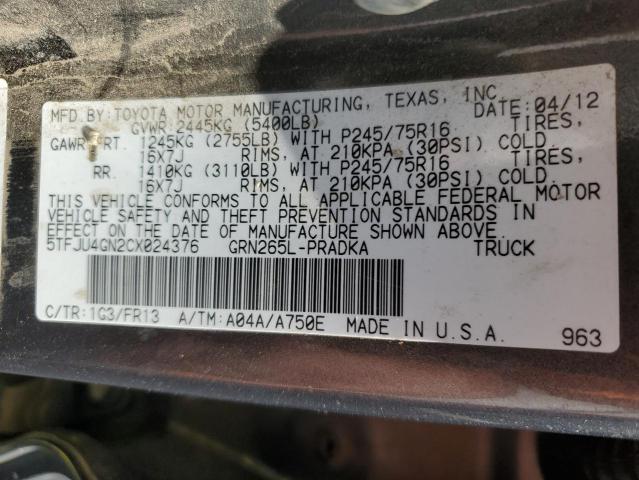 MFD.BY:TOYOTA MOTOR MANUFACTURING, TEXAS, INC.
DATE:04/12
GVWR:2445KG (5400LB)
GAWR FRT. 1245KG (2755LB) WITH P245/75R16 TIRES,
16X7J RIMS, AT 210KPA (30PSI) COLD.
RR. 1410KG (3110LB) WITH P245/75R16 TIRES,
16X7J RIMS, AT 210KPA (30PSI) COLD.
THIS VEHICLE CONFORMS TO ALL APPLICABLE FEDERAL MOTOR
VEHICLE SAFETY AND THEFT PREVENTION STANDARDS IN
EFFECT ON THE DATE OF MANUFACTURE SHOWN ABOVE.
5TFJU4GN2CX024376 GRN265L-PRADKA TRUCK
C/TR:1G3/FR13 A/TM:A04A/A750E MADE IN U.S.A. 963